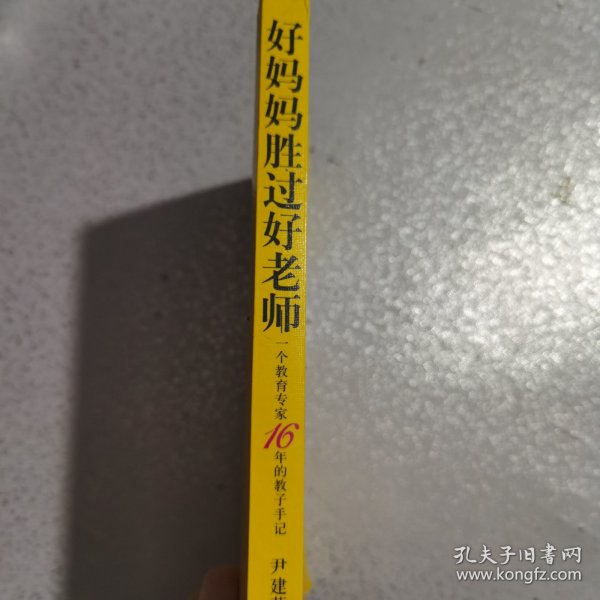 好妈妈胜过好老师
一个教育专家16年的教子手记
尹建
孔夫子旧书网
www.kongfz.com